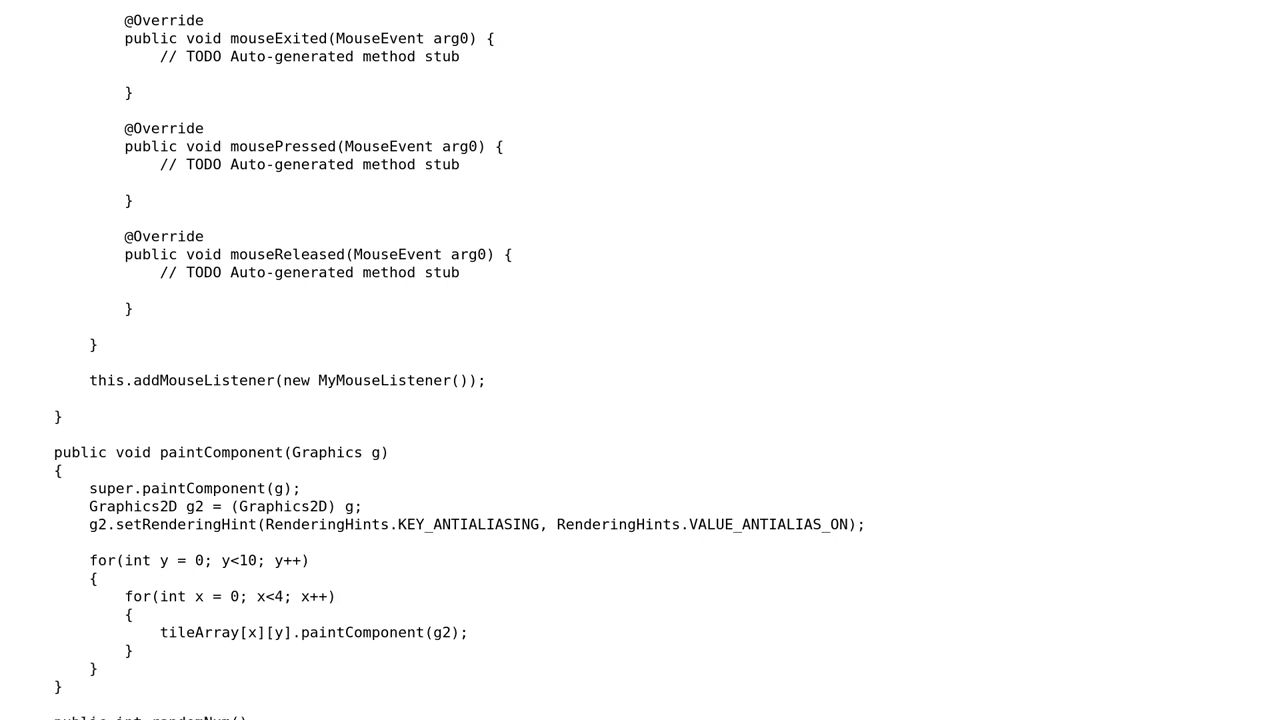 @Override
public void mouseExited(MouseEvent arg0) {
// TODO Auto-generated method stub
}
@Override
public void mousePressed(MouseEvent arg0) {
// TODO Auto-generated method stub
}
@Override
public void mouseReleased(MouseEvent arg0) {
// TODO Auto-generated method stub
}
}
this.addMouseListener(new MyMouseListener());
}
public void paintComponent(Graphics g)
{
super.paintComponent(g);
Graphics2D g2 = (Graphics2D) g;
g2.setRenderingHint(RenderingHints.KEY_ANTIALIASING, RenderingHints.VALUE_ANTIALIAS_ON);
for(int y = 0; y<10; y++)
{
for(int x = 0; x<4; x++)
{
tileArray[x][y].paintComponent(g2);
}
}
}
public int randomNum()